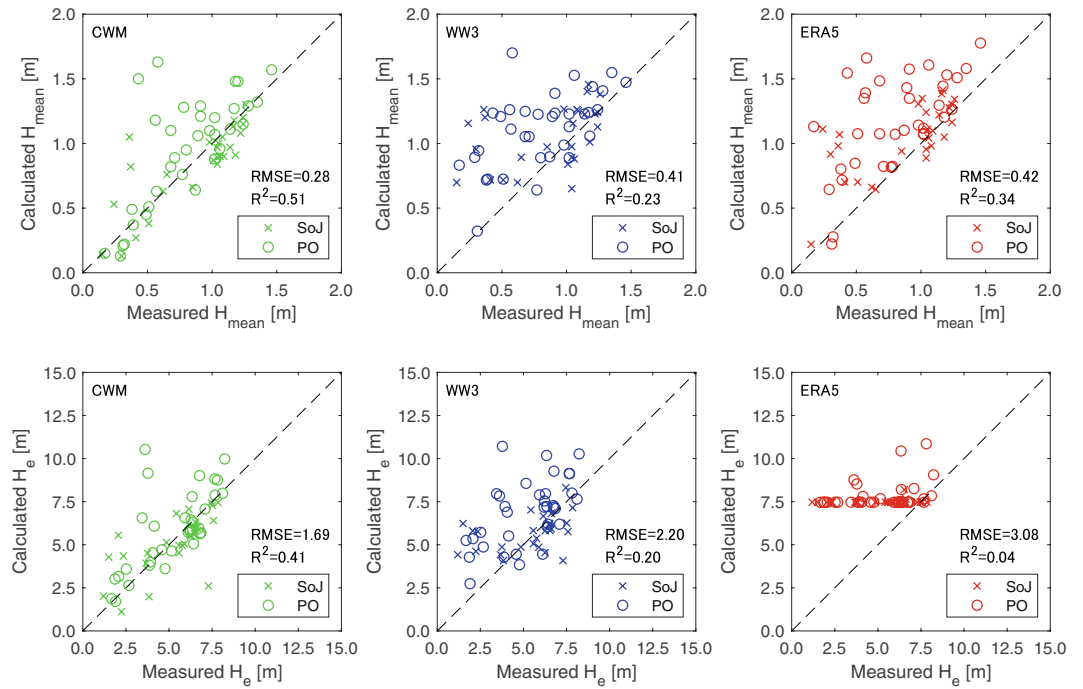 CWM
2.0
1.5
1.0
0.5
0.0
Calculated H_mean [m]
RMSE=0.28
R²=0.51
SoJ
PO
0.0 0.5 1.0 1.5 2.0
Measured H_mean [m]
WW3
2.0
1.5
1.0
0.5
0.0
Calculated H_mean [m]
RMSE=0.41
R²=0.23
SoJ
PO
0.0 0.5 1.0 1.5 2.0
Measured H_mean [m]
ERA5
2.0
1.5
1.0
0.5
0.0
Calculated H_mean [m]
RMSE=0.42
R²=0.34
SoJ
PO
0.0 0.5 1.0 1.5 2.0
Measured H_mean [m]
CWM
15.0
12.5
10.0
7.5
5.0
2.5
0.0
Calculated H_e [m]
RMSE=1.69
R²=0.41
SoJ
PO
0.0 2.5 5.0 7.5 10.0 12.5 15.0
Measured H_e [m]
WW3
15.0
12.5
10.0
7.5
5.0
2.5
0.0
Calculated H_e [m]
RMSE=2.20
R²=0.20
SoJ
PO
0.0 2.5 5.0 7.5 10.0 12.5 15.0
Measured H_e [m]
ERA5
15.0
12.5
10.0
7.5
5.0
2.5
0.0
Calculated H_e [m]
RMSE=3.08
R²=0.04
SoJ
PO
0.0 2.5 5.0 7.5 10.0 12.5 15.0
Measured H_e [m]